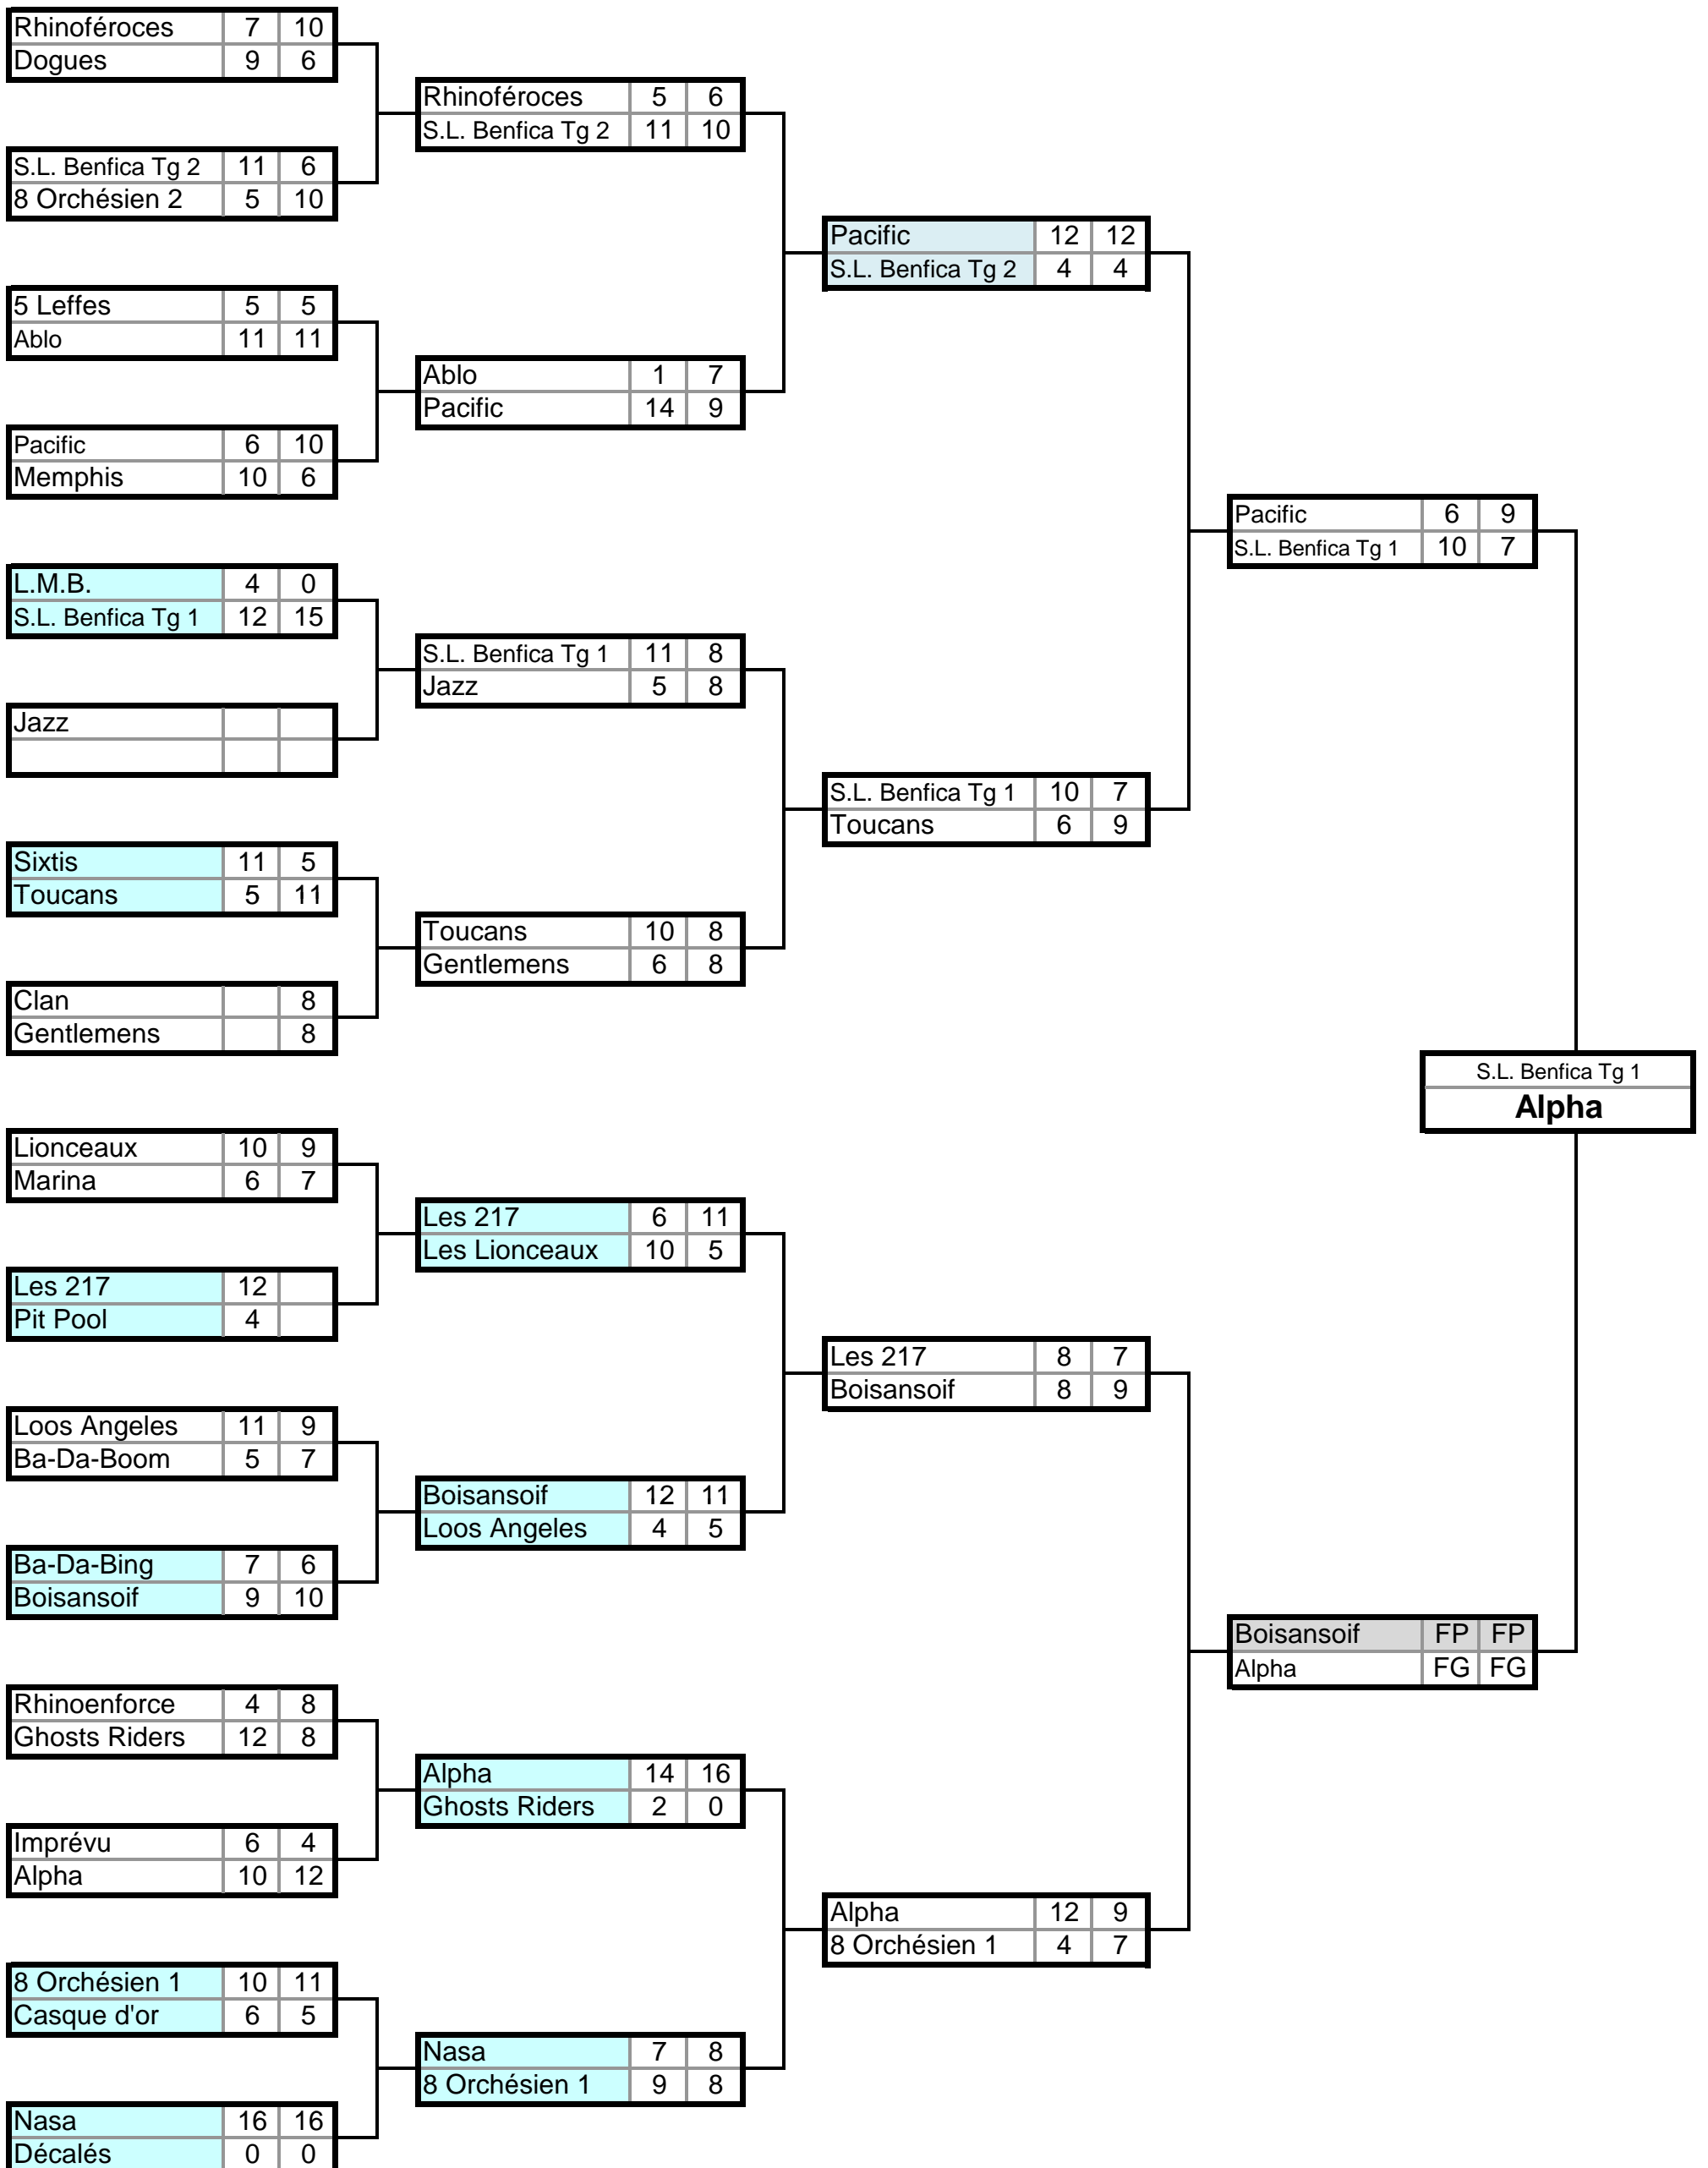 Rhinoféroces 7 10
Dogues 9 6
Rhinoféroces 5 6
S.L. Benfica Tg 2 11 10
S.L. Benfica Tg 2 11 6
8 Orchésien 2 5 10
Pacific 12 12
S.L. Benfica Tg 2 4 4
5 Leffes 5 5
Ablo 11 11
Ablo 1 7
Pacific 14 9
Pacific 6 10
Memphis 10 6
Pacific 6 9
S.L. Benfica Tg 1 10 7
L.M.B. 4 0
S.L. Benfica Tg 1 12 15
S.L. Benfica Tg 1 11 8
Jazz 5 8
Jazz
S.L. Benfica Tg 1 10 7
Toucans 6 9
Sixtis 11 5
Toucans 5 11
Toucans 10 8
Gentlemens 6 8
Clan 8
Gentlemens 8
S.L. Benfica Tg 1
Alpha
Lionceaux 10 9
Marina 6 7
Les 217 6 11
Les Lionceaux 10 5
Les 217 12
Pit Pool 4
Les 217 8 7
Boisansoif 8 9
Loos Angeles 11 9
Ba-Da-Boom 5 7
Boisansoif 12 11
Loos Angeles 4 5
Ba-Da-Bing 7 6
Boisansoif 9 10
Boisansoif FP FP
Alpha FG FG
Rhinoenforce 4 8
Ghosts Riders 12 8
Alpha 14 16
Ghosts Riders 2 0
Imprévu 6 4
Alpha 10 12
Alpha 12 9
8 Orchésien 1 4 7
8 Orchésien 1 10 11
Casque d'or 6 5
Nasa 7 8
8 Orchésien 1 9 8
Nasa 16 16
Décalés 0 0